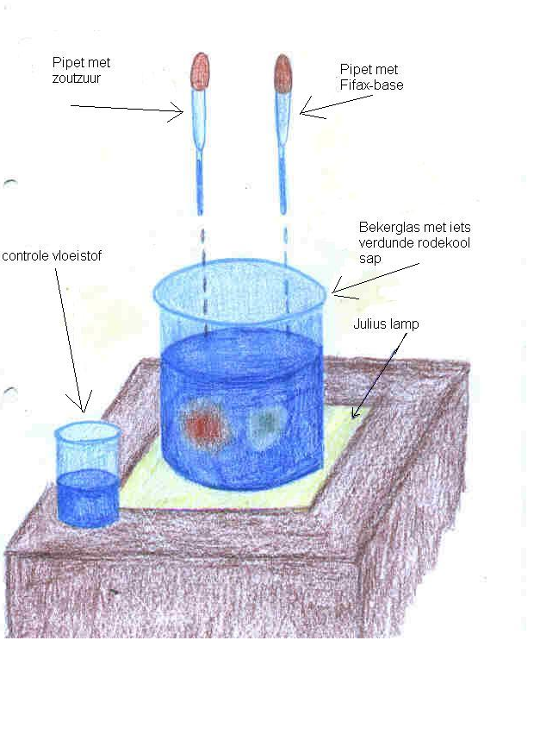 Pipet met
zoutzuur
Pipet met
Fifax-base
Bekerglas met iets
verdunde rodekool
sap
controle vloeistof
Julius lamp